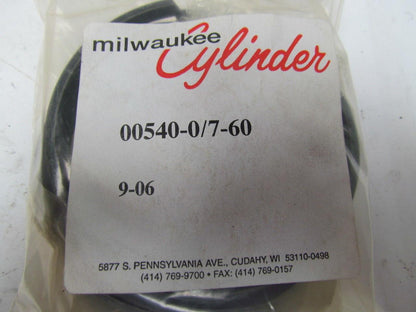 milwaukee
Cylinder
00540-0/7-60
9-06
5877 S. PENNSYLVANIA AVE., CUDAHY, WI 53110-0498
(414) 769-9700 • FAX: (414) 769-0157